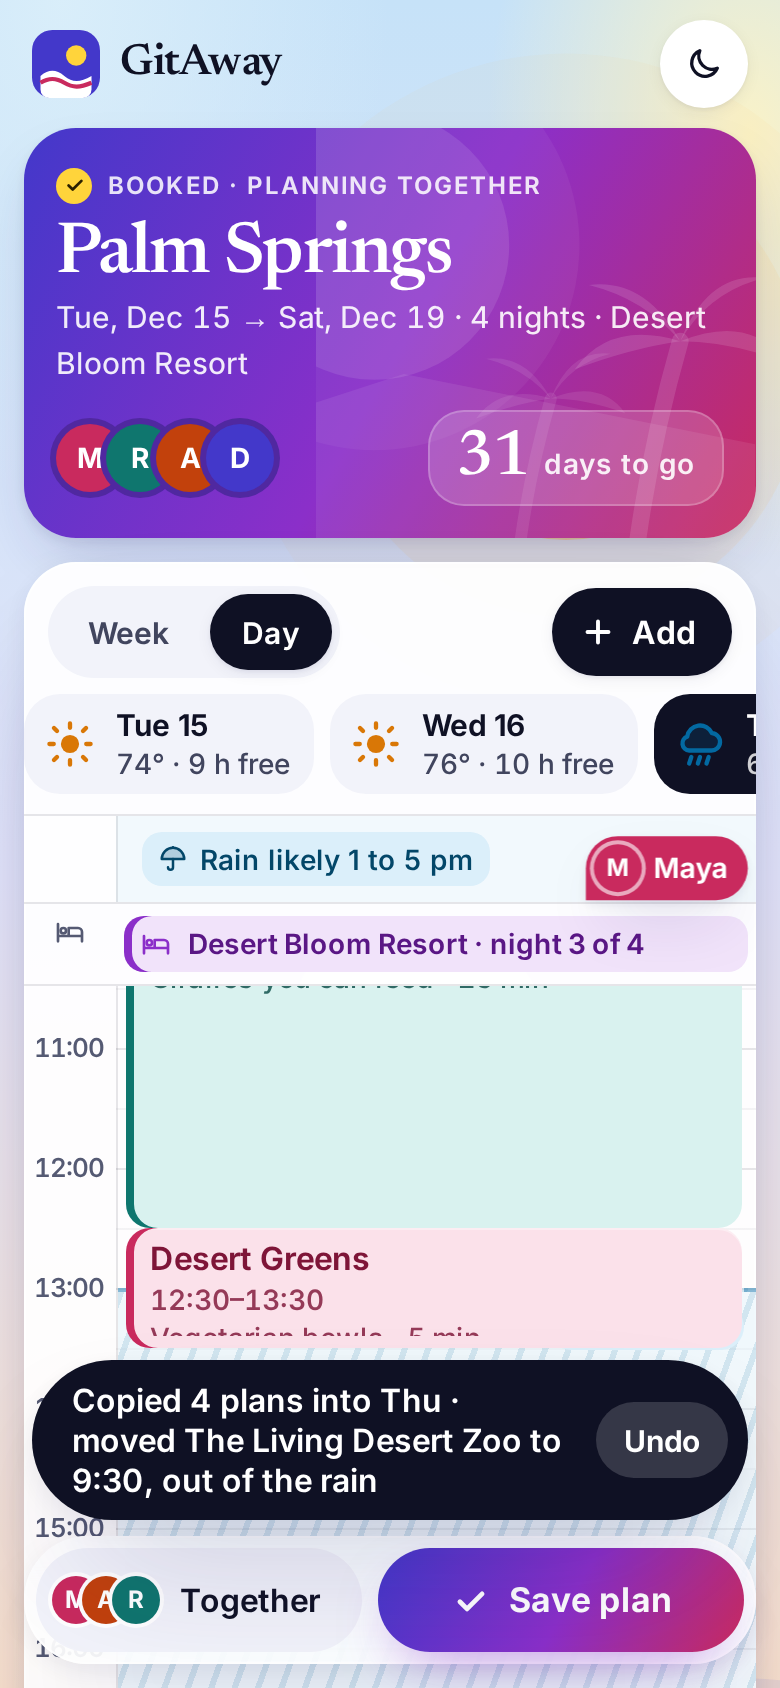 GitAway
BOOKED · PLANNING TOGETHER
Palm Springs
Tue, Dec 15 → Sat, Dec 19 · 4 nights · Desert
Bloom Resort
M R A D
31 days to go
Week Day + Add
Tue 15
74° · 9 h free
Wed 16
76° · 10 h free
Rain likely 1 to 5 pm
M Maya
Desert Bloom Resort · night 3 of 4
11:00
12:00
Desert Greens
13:00
12:30–13:30
Vegetarian bowls · 5 min
Copied 4 plans into Thu ·
moved The Living Desert Zoo to
9:30, out of the rain
Undo
15:00
M A R Together
Save plan